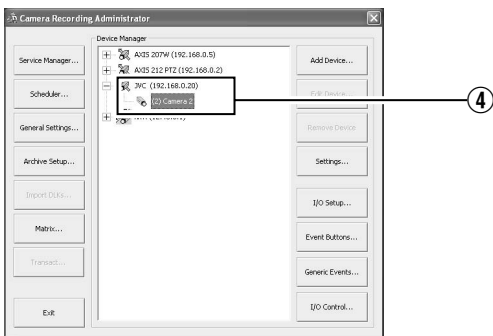 Camera Recording Administrator
Device Manager
Service Manager...
Scheduler...
General Settings...
Archive Setup...
Import DLKs...
Matrix...
Transact...
Exit
AXIS 207W (192.168.0.5)
AXIS 212 PTZ (192.168.0.2)
JVC (192.168.0.20)
(2) Camera 2
Add Device...
Edit Device...
Remove Device
Settings...
I/O Setup...
Event Buttons...
Generic Events...
I/O Control...
4